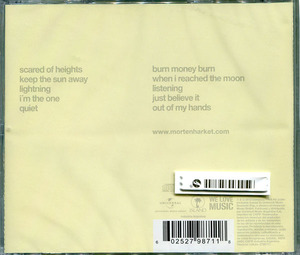 scared of heights
keep the sun away
lightning
i´m the one
quiet
burn money burn
when i reached the moon
listening
just believe it
out of my hands
www.mortenharket.com
UNIVERSAL
WE LOVE
MUSIC
6 02527 98711